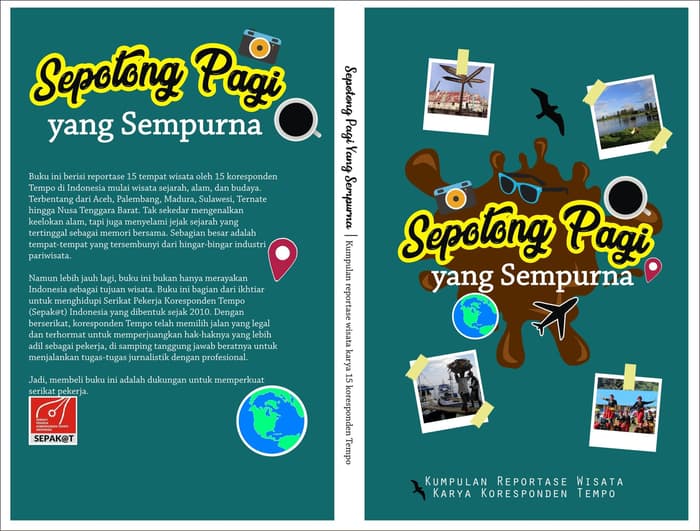 Sepotong Pagi
yang Sempurna
Buku ini berisi reportase 15 tempat wisata oleh 15 koresponden
Tempo di Indonesia mulai wisata sejarah, alam, dan budaya.
Terbentang dari Aceh, Palembang, Madura, Sulawesi, Ternate
hingga Nusa Tenggara Barat. Tak sekedar mengenalkan
keelokan alam, tapi juga menyelami jejak sejarah yang
tertinggal sebagai memori bersama. Sebagian besar adalah
tempat-tempat yang tersembunyi dari hingar-bingar industri
pariwisata.
Namun lebih jauh lagi, buku ini bukan hanya merayakan
Indonesia sebagai tujuan wisata. Buku ini bagian dari ikhtiar
untuk menghidupi Serikat Pekerja Koresponden Tempo
(Sepak@t) Indonesia yang dibentuk sejak 2010. Dengan
berserikat, koresponden Tempo telah memilih jalan yang legal
dan terhormat untuk memperjuangkan hak-haknya yang lebih
adil sebagai pekerja, di samping tanggung jawab beratnya untuk
menjalankan tugas-tugas jurnalistik dengan profesional.
Jadi, membeli buku ini adalah dukungan untuk memperkuat
serikat pekerja.
SEPAK@T
Sepotong Pagi Yang Sempurna | Kumpulan reportase wisata karya 15 koresponden Tempo
Sepotong Pagi
yang Sempurna
Kumpulan Reportase Wisata
Karya Koresponden Tempo